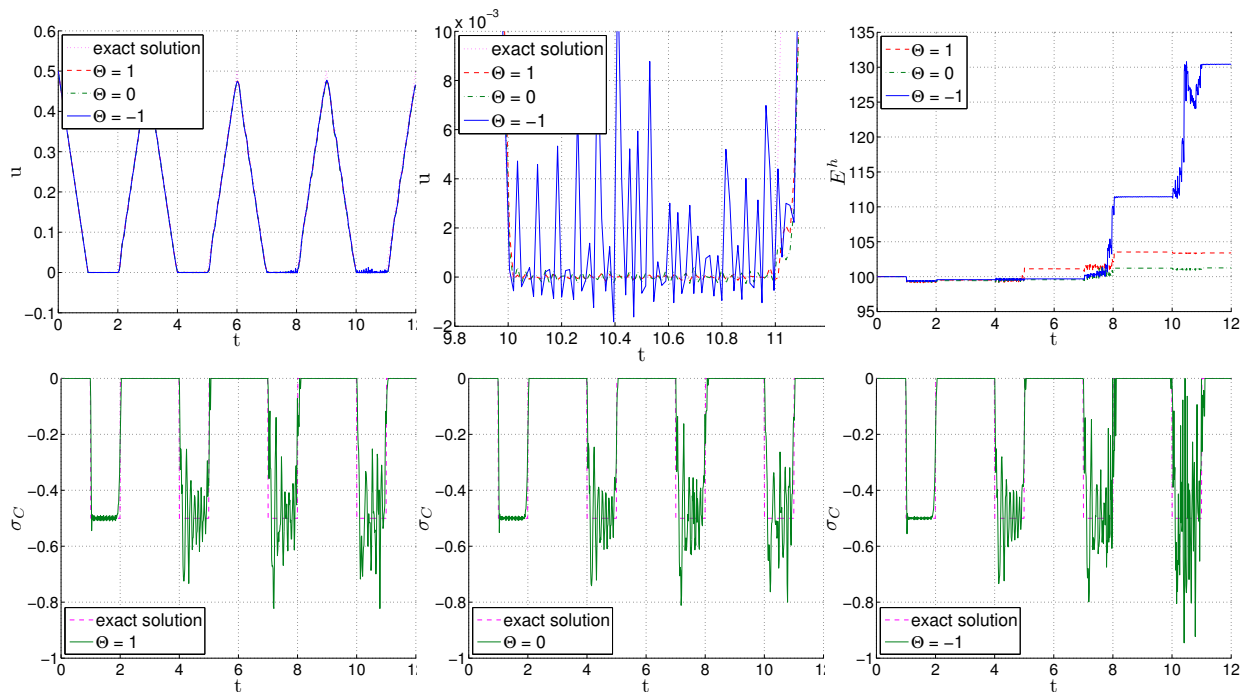 0.6
0.5
0.4
0.3
0.2
0.1
0
−0.1
u
0
2
4
6
8
10
12
t
exact solution
Θ = 1
Θ = 0
Θ = −1
x 10⁻³
8
6
4
2
0
−2
u
9.8
10
10.2
10.4
10.6
10.8
11
t
exact solution
Θ = 1
Θ = 0
Θ = −1
135
130
125
120
115
110
105
100
95
Eʰ
0
2
4
6
8
10
12
t
Θ = 1
Θ = 0
Θ = −1
0
−0.2
−0.4
−0.6
−0.8
−1
σ_C
0
2
4
6
8
10
12
t
exact solution
Θ = 1
0
−0.2
−0.4
−0.6
−0.8
−1
σ_C
0
2
4
6
8
10
12
t
exact solution
Θ = 0
0
−0.2
−0.4
−0.6
−0.8
−1
σ_C
0
2
4
6
8
10
12
t
exact solution
Θ = −1